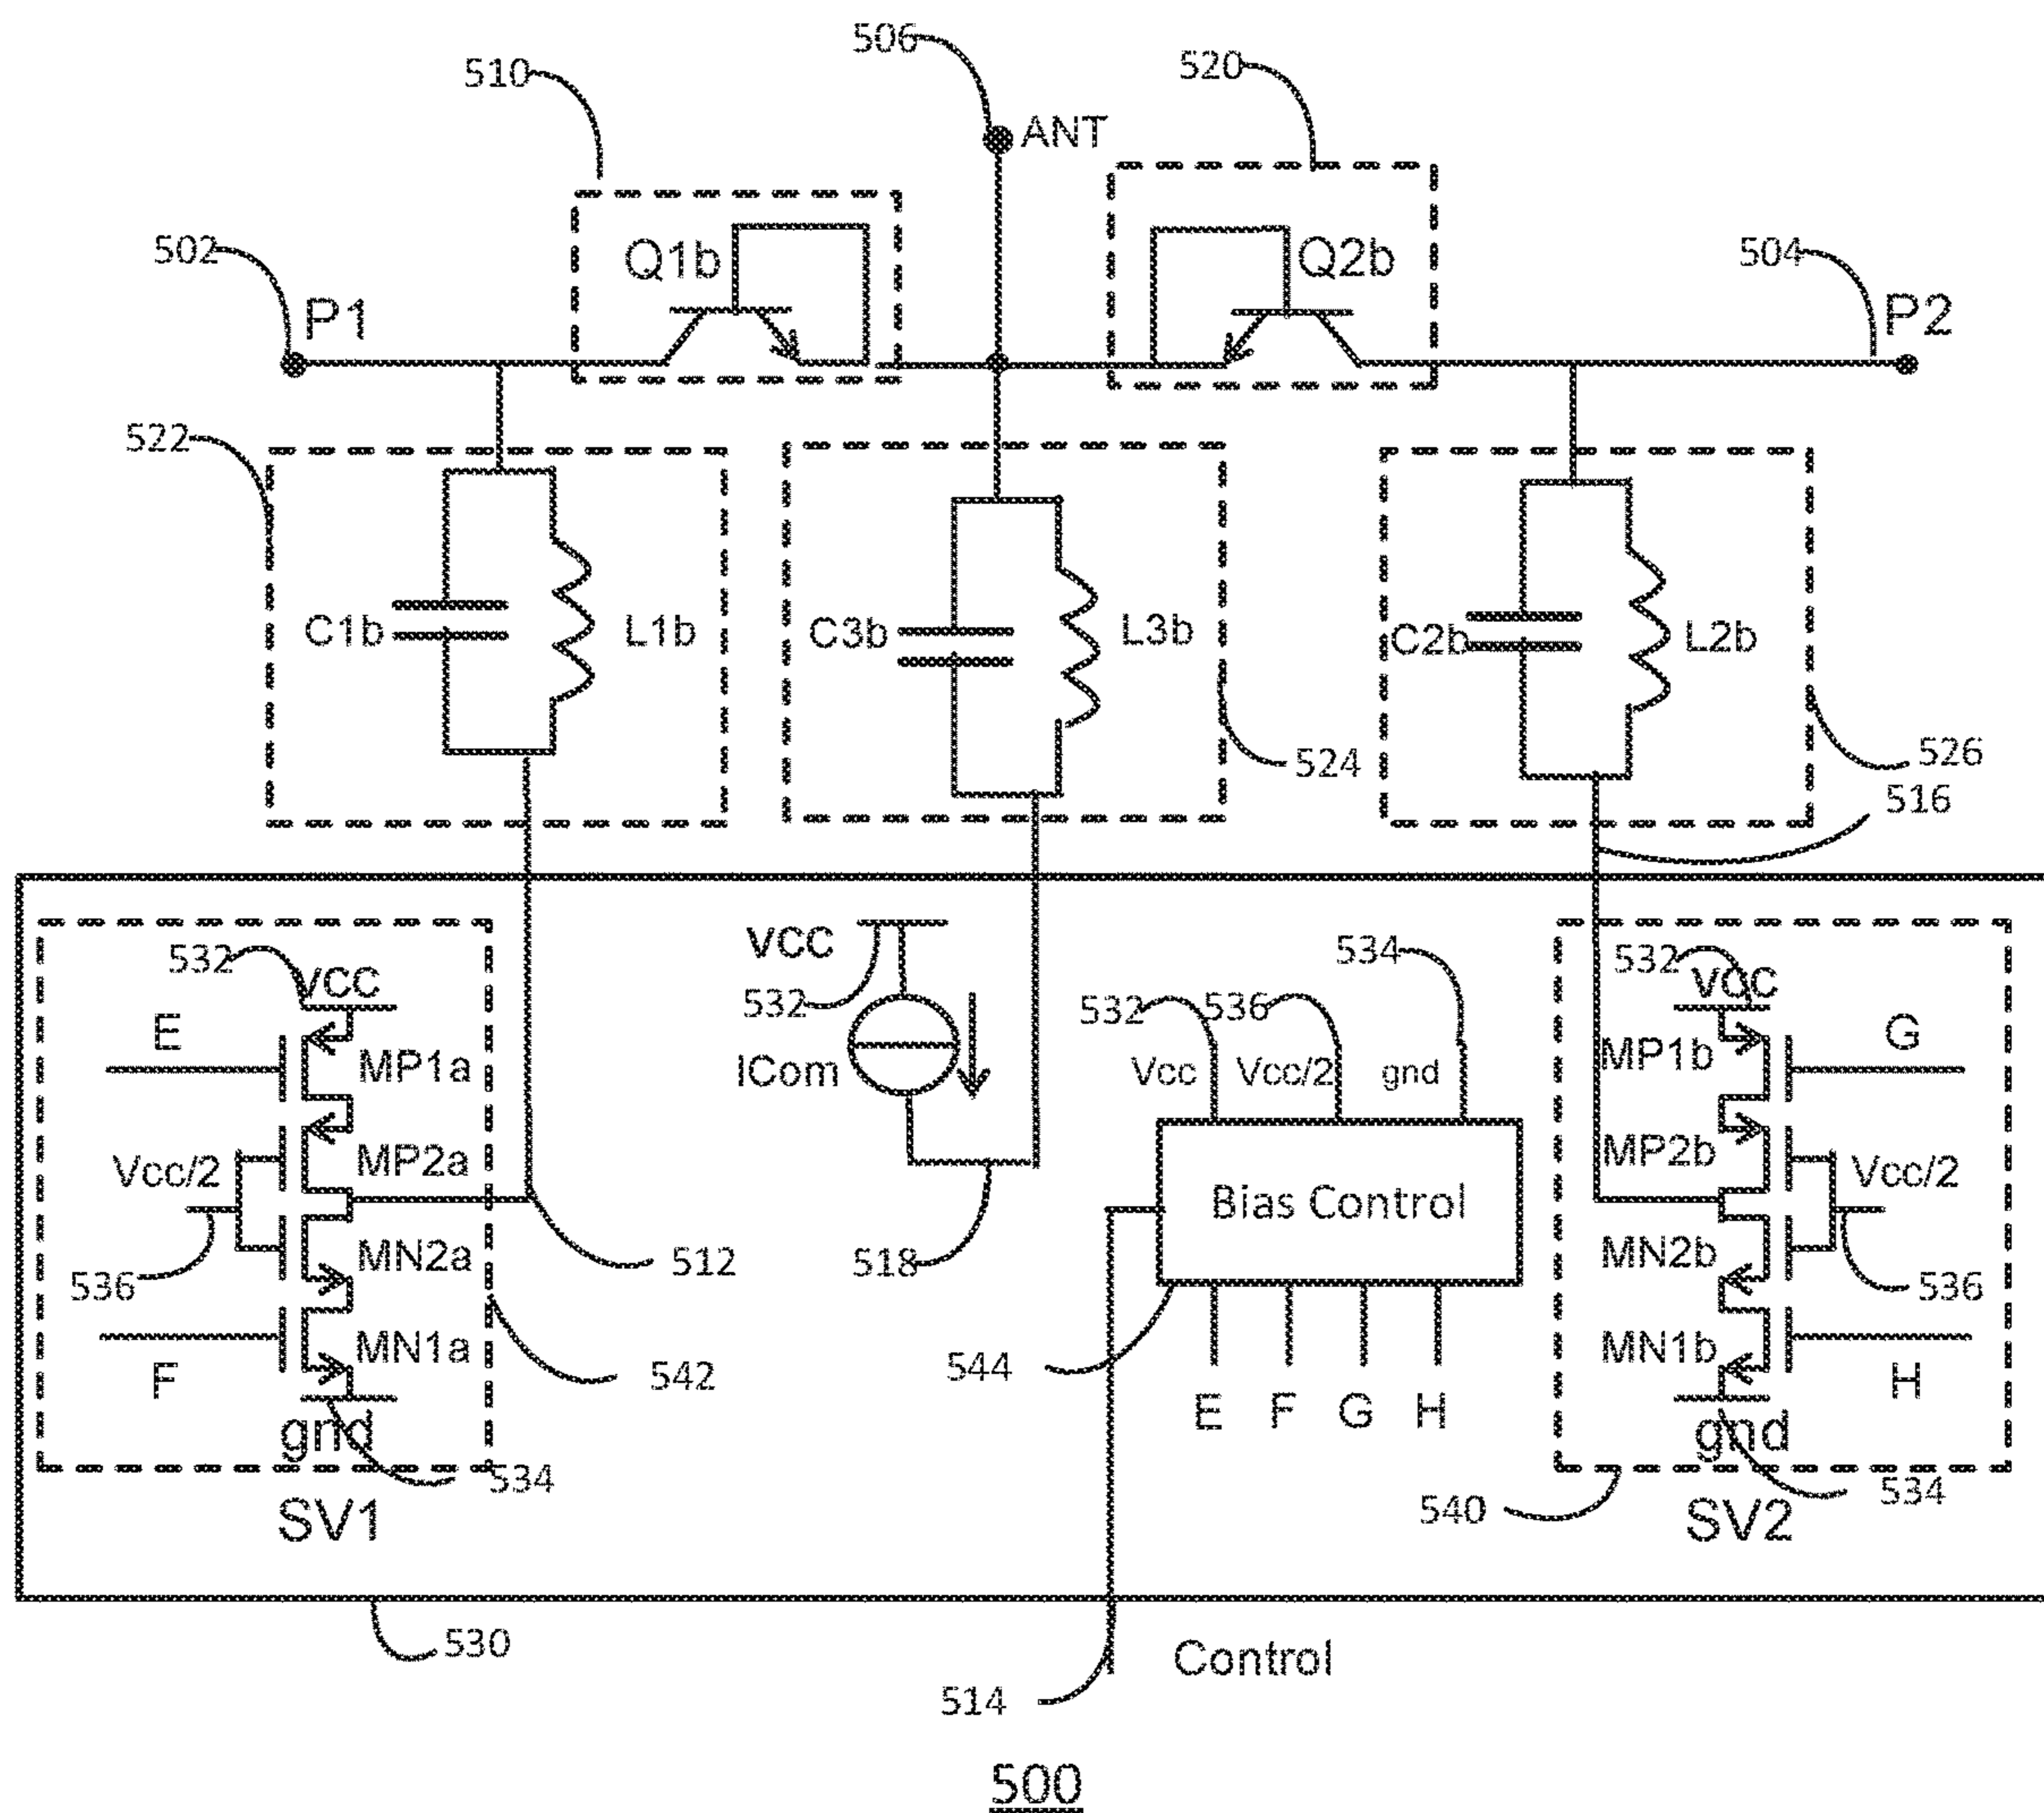 506
510
520
ANT
502
Q1b
Q2b
504
P1
P2
522
C1b
L1b
C3b
L3b
C2b
L2b
524
526
516
532
VCC
VCC
532
534
532
VCC
E
MP1a
ICom
532
536
Vcc
Vcc/2
gnd
MP1b
G
Vcc/2
MP2a
Bias Control
MP2b
Vcc/2
536
MN2a
512
518
MN2b
536
F
MN1a
542
544
E
F
G
H
MN1b
H
gnd
534
gnd
534
SV1
540
SV2
530
Control
514
500